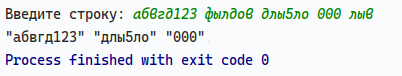 Введите строку: абвгд123 фылдов длы5ло 000 лыв
"абвгд123" "длы5ло" "000"
Process finished with exit code 0